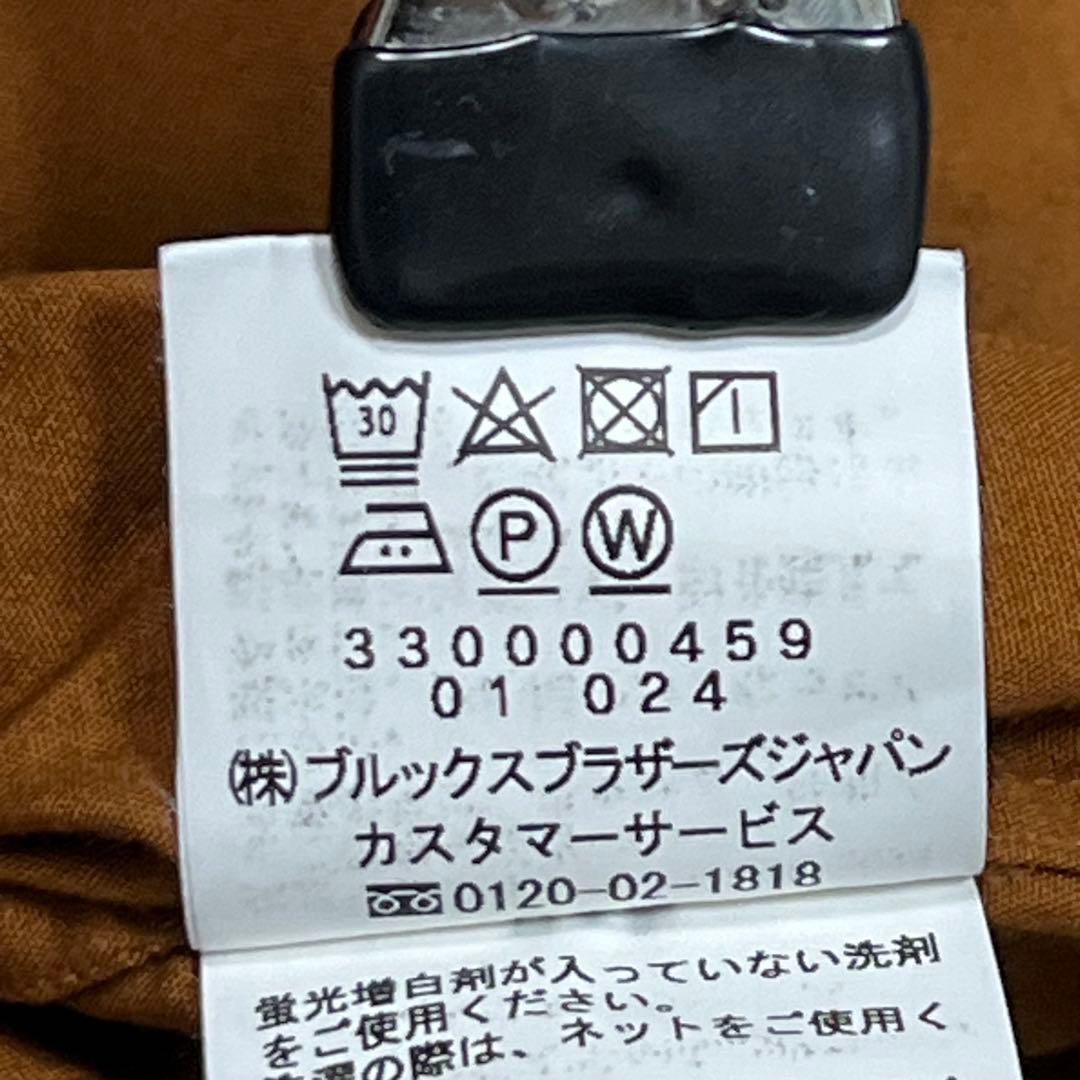 30
P W
330000459
01 024
(株)ブルックスブラザーズジャパン
カスタマーサービス
0120-02-1818
蛍光増白剤が入っていない洗剤
をご使用ください。
の際は、ネットをご使用く